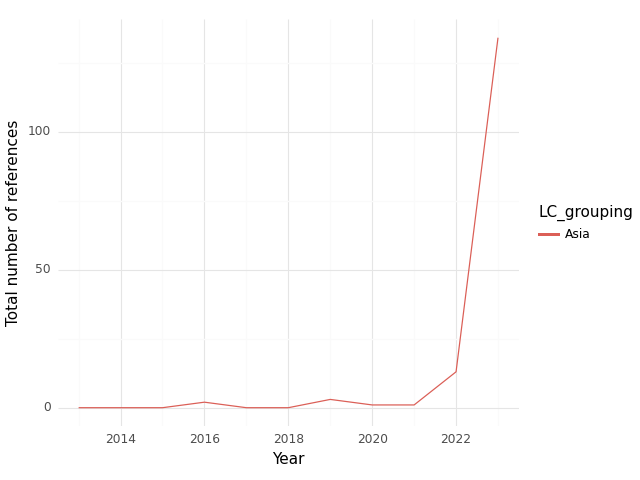 Total number of references
100
50
0
2014 2016 2018 2020 2022
Year
LC_grouping
Asia